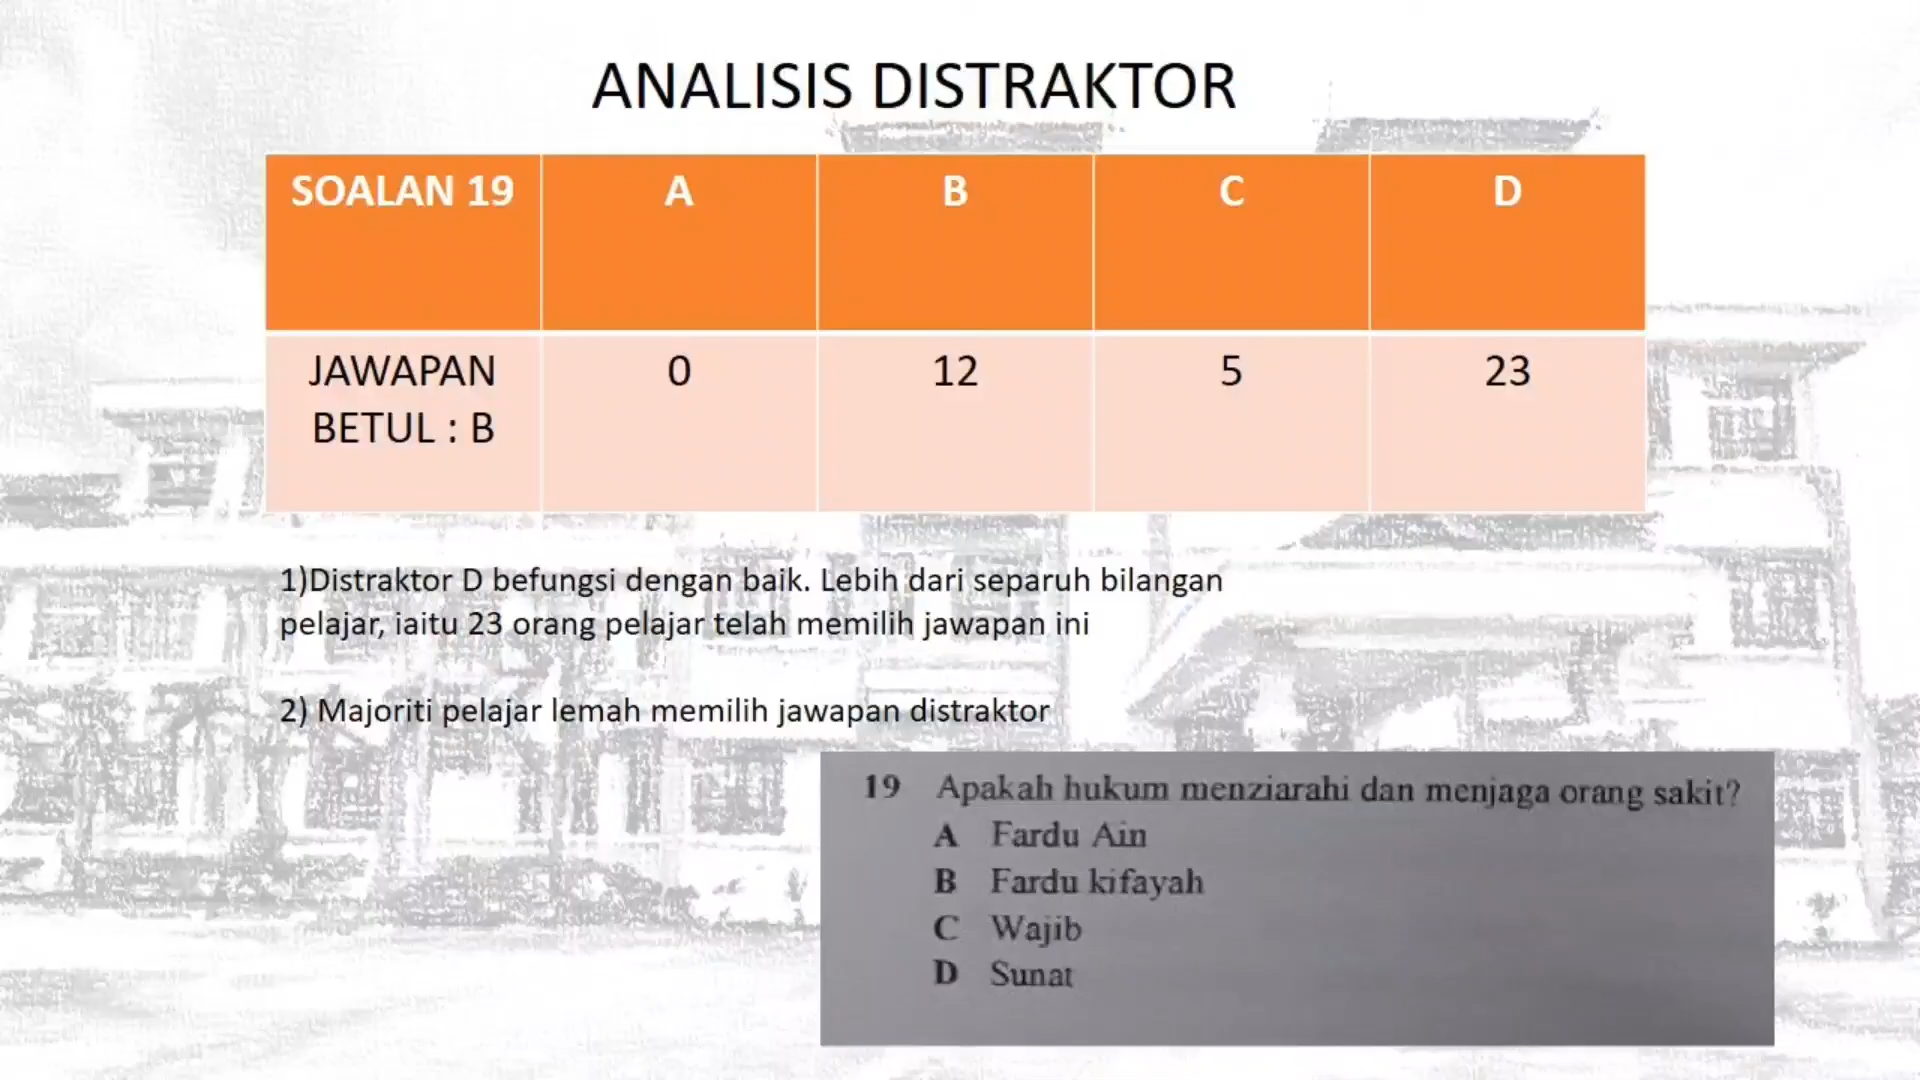 ANALISIS DISTRAKTOR
SOALAN 19 A B C D
JAWAPAN 0 12 5 23
BETUL : B
1)Distraktor D befungsi dengan baik. Lebih dari separuh bilangan
pelajar, iaitu 23 orang pelajar telah memilih jawapan ini
2) Majoriti pelajar lemah memilih jawapan distraktor
19 Apakah hukum menziarahi dan menjaga orang sakit?
A Fardu Ain
B Fardu kifayah
C Wajib
D Sunat